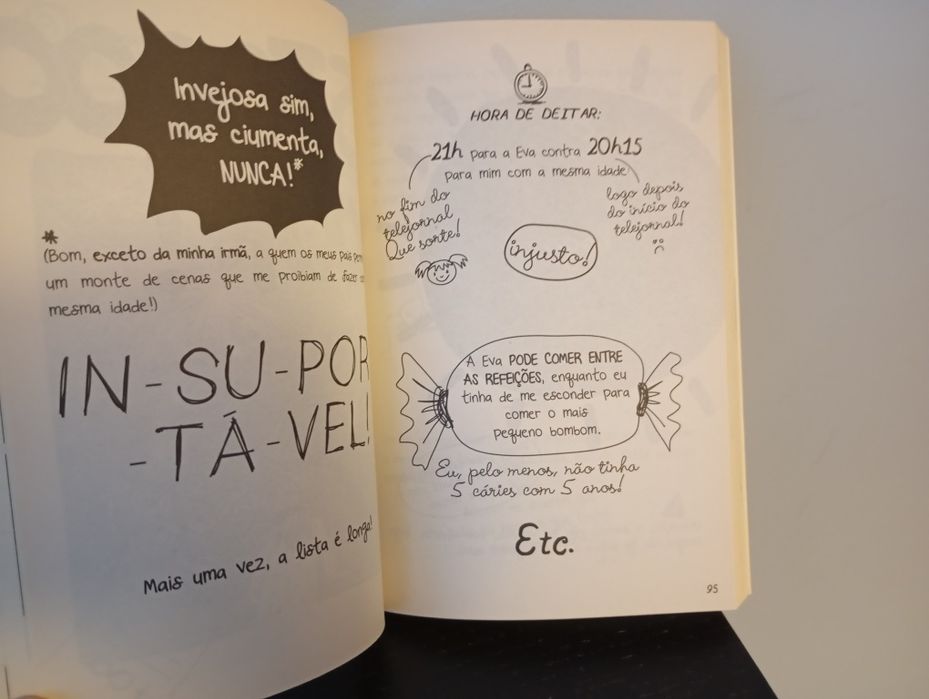 Invejosa sim,
mas ciumenta,
NUNCA!*
*
(Bom, exceto da minha irmã, a quem os meus pais
um monte de cenas que me proibiam de fazer
mesma idade!)
IN-SU-POR
-TÁ-VEL!
Mais uma vez, a lista é longa!
HORA DE DEITAR:
21h para a Eva contra 20H15
para mim com a mesma idade
no fim do
telejornal
Que sorte!
logo depois
do início do
telejornal!
injusto!
A Eva PODE COMER ENTRE
AS REFEIÇÕES, enquanto eu
tinha de me esconder para
comer o mais
pequeno bombom.
Eu, pelo menos, não tinha
5 cáries com 5 anos!
Etc.
95